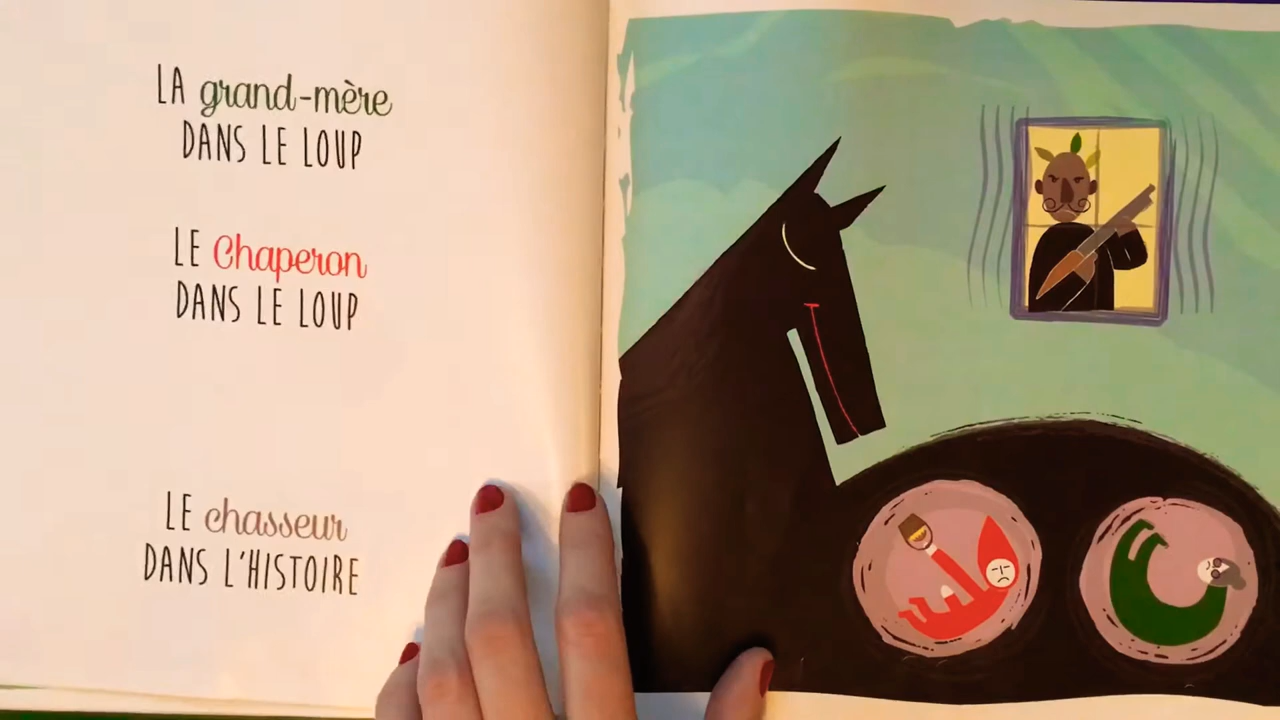 LA grand-mère
DANS LE LOUP
LE Chaperon
DANS LE LOUP
LE chasseur
DANS L'HISTOIRE